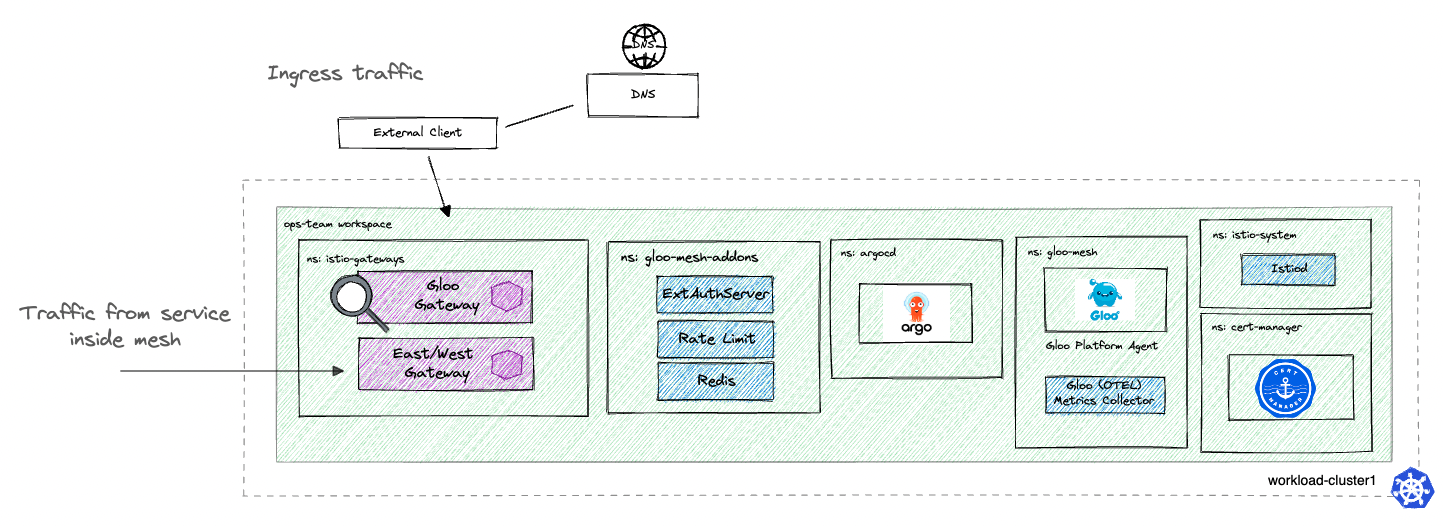 DNS
DNS
Ingress traffic
External Client
ops-team workspace
ns: istio-gateways
Gloo
Gateway
East/West
Gateway
Traffic from service
inside mesh
ns: gloo-mesh-addons
ExtAuthServer
Rate Limit
Redis
ns: argocd
argo
ns: gloo-mesh
Gloo
Gloo Platform Agent
Gloo (OTEL)
Metrics Collector
ns: istio-system
Istiod
ns: cert-manager
CERT
MANAGER
workload-cluster1